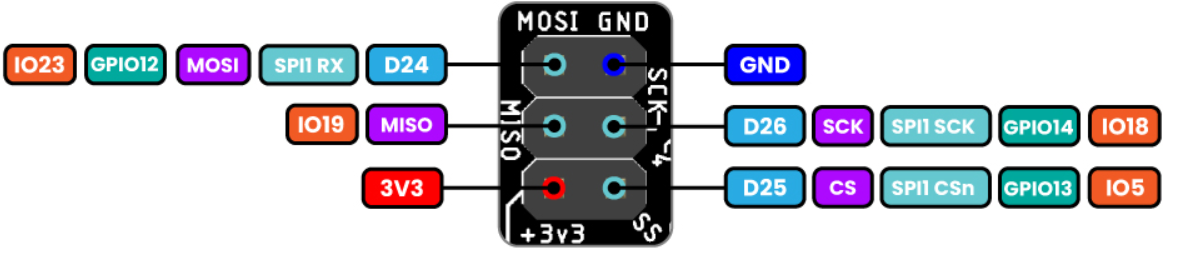 MOSI GND
IO23 GPIO12 MOSI SPI1 RX D24 GND
SCK
MISO
IO19 MISO D26 SCK SPI1 SCK GPIO14 IO18
3V3 D25 CS SPI1 CSn GPIO13 IO5
+3v3 SS